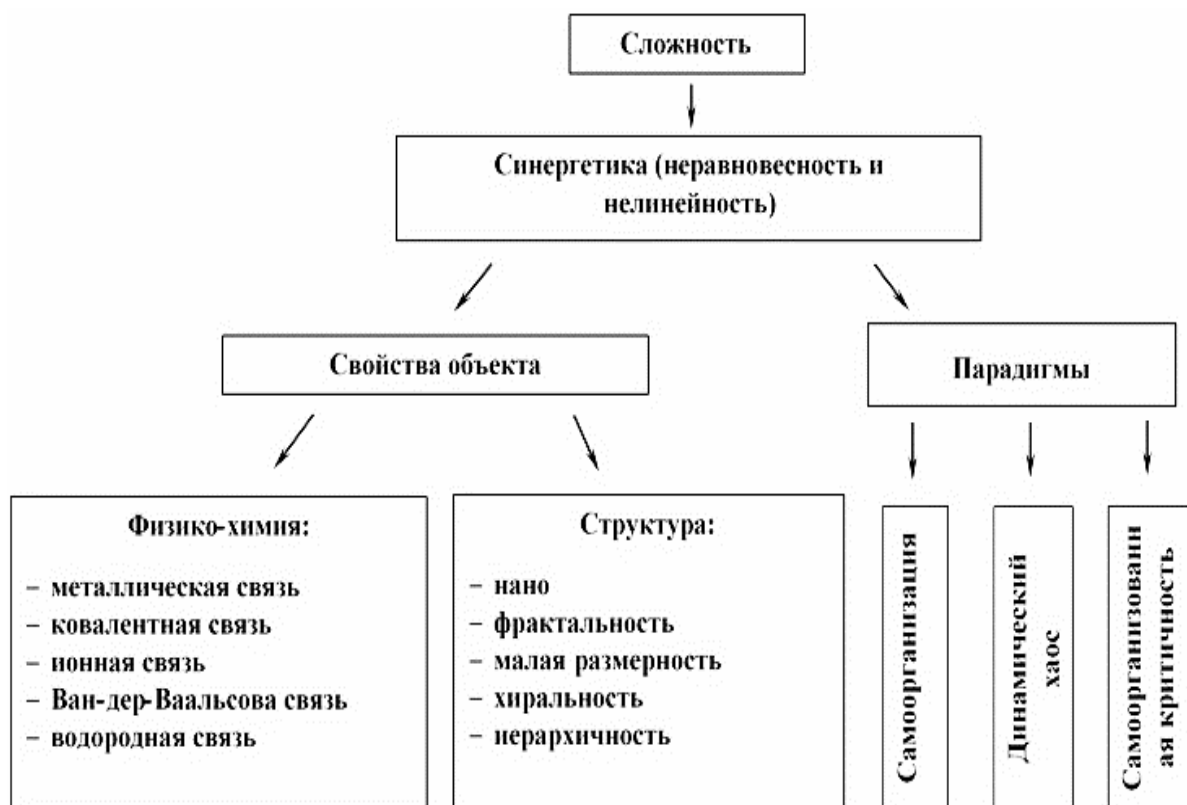 Сложность
Синергетика (неравновесность и
нелинейность)
Свойства объекта
Парадигмы
Физико-химия:
– металлическая связь
– ковалентная связь
– ионная связь
– Ван-дер-Ваальсова связь
– водородная связь
Структура:
– нано
– фрактальность
– малая размерность
– хиральность
– иерархичность
Самоорганизация
Динамический
хаос
Самоорганизованн
ая критичность